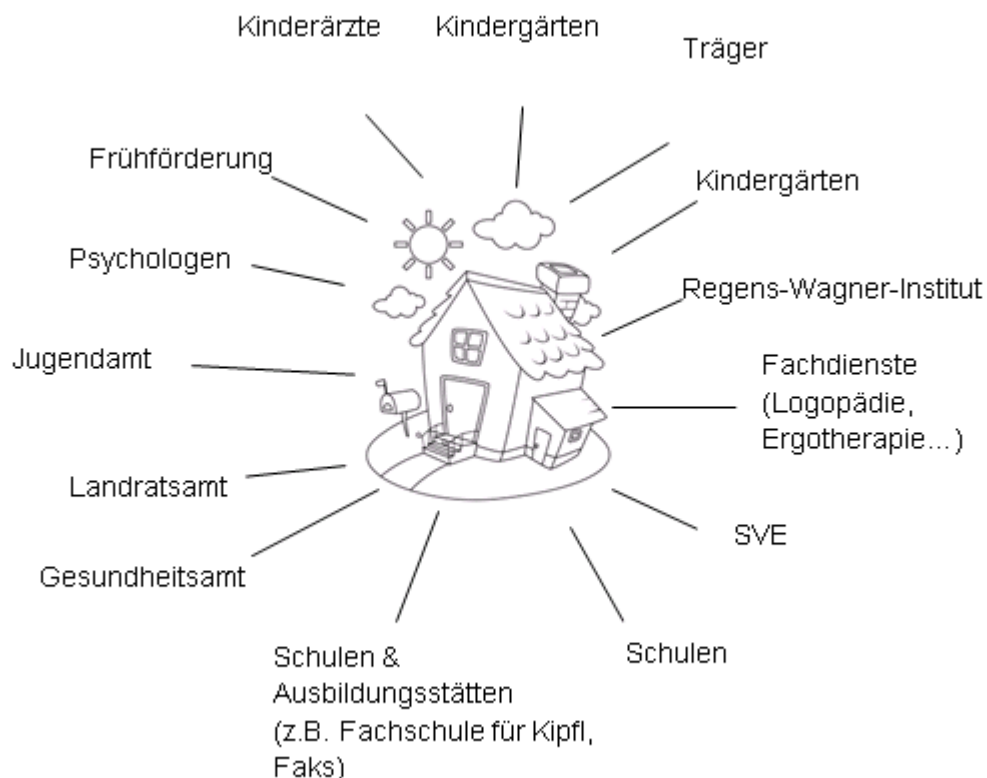 Kinderärzte
Kindergärten
Träger
Frühförderung
Kindergärten
Psychologen
Regens-Wagner-Institut
Jugendamt
Fachdienste
(Logopädie,
Ergotherapie...)
Landratsamt
SVE
Gesundheitsamt
Schulen &
Ausbildungsstätten
(z.B. Fachschule für Kipfl,
Faks)
Schulen